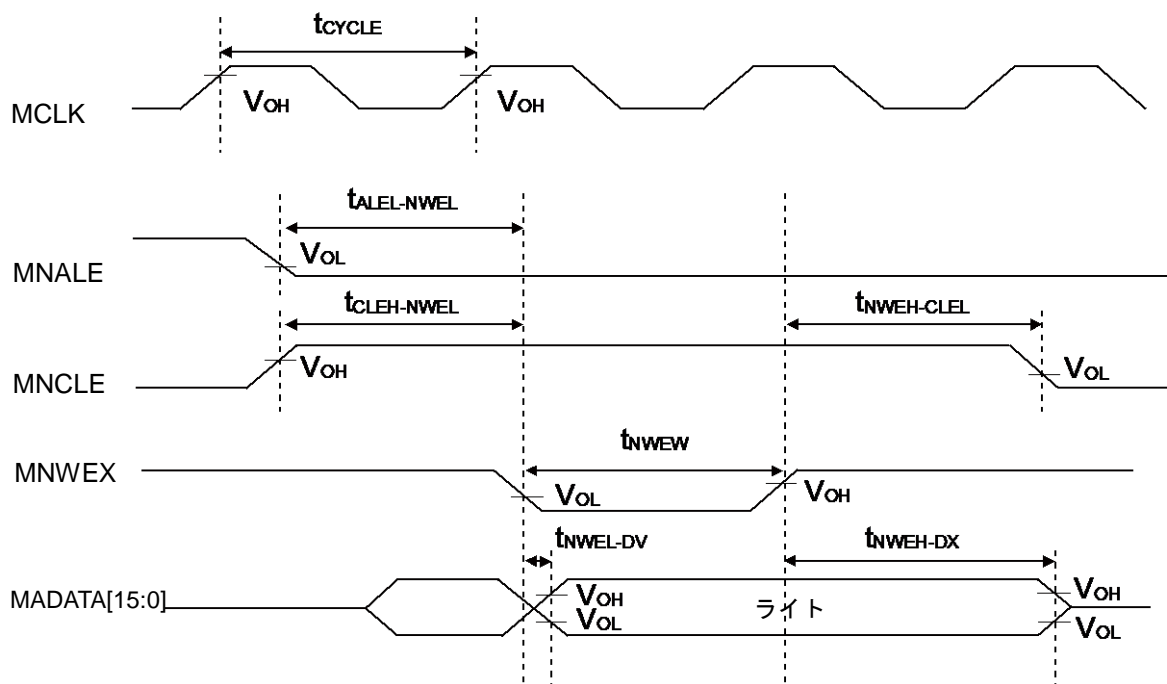 tCYCLE
MCLK
VOH
VOH
tALEL-NWEL
MNALE
VOL
tCLEH-NWEL
tNWEH-CLEL
MNCLE
VOH
VOL
tNWEW
MNWEX
VOL
VOH
tNWEL-DV
tNWEH-DX
MADATA[15:0]
VOH
VOL
ライト
VOH
VOL